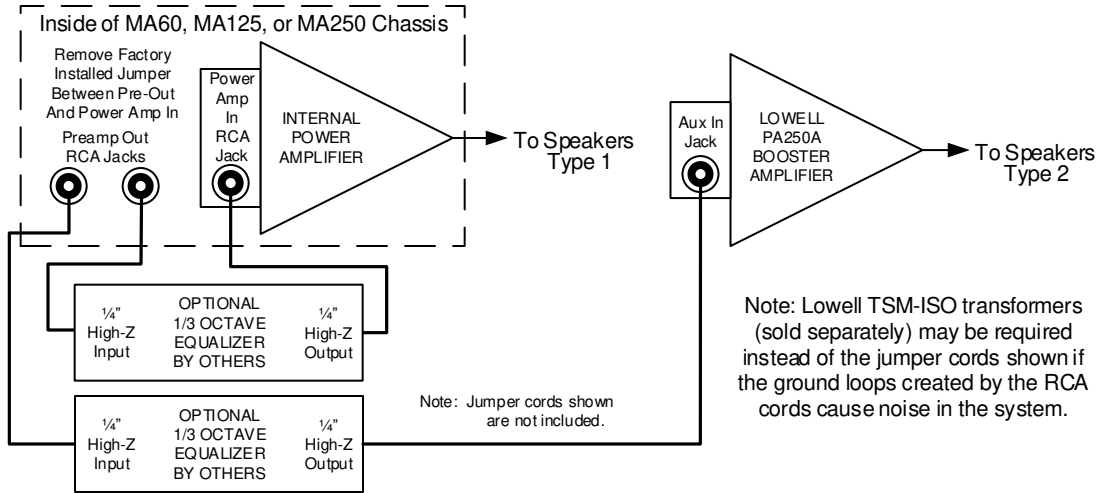 Inside of MA60, MA125, or MA250 Chassis
Remove Factory
Installed Jumper
Between Pre-Out
And Power Amp In
Preamp Out
RCA Jacks
Power
Amp
In
RCA
Jack
INTERNAL
POWER
AMPLIFIER
To Speakers
Type 1
Aux In
Jack
LOWELL
PA250A
BOOSTER
AMPLIFIER
To Speakers
Type 2
¼"
High-Z
Input
OPTIONAL
1/3 OCTAVE
EQUALIZER
BY OTHERS
¼"
High-Z
Output
Note: Lowell TSM-ISO transformers
(sold separately) may be required
instead of the jumper cords shown if
the ground loops created by the RCA
cords cause noise in the system.
Note: Jumper cords shown
are not included.
¼"
High-Z
Input
OPTIONAL
1/3 OCTAVE
EQUALIZER
BY OTHERS
¼"
High-Z
Output